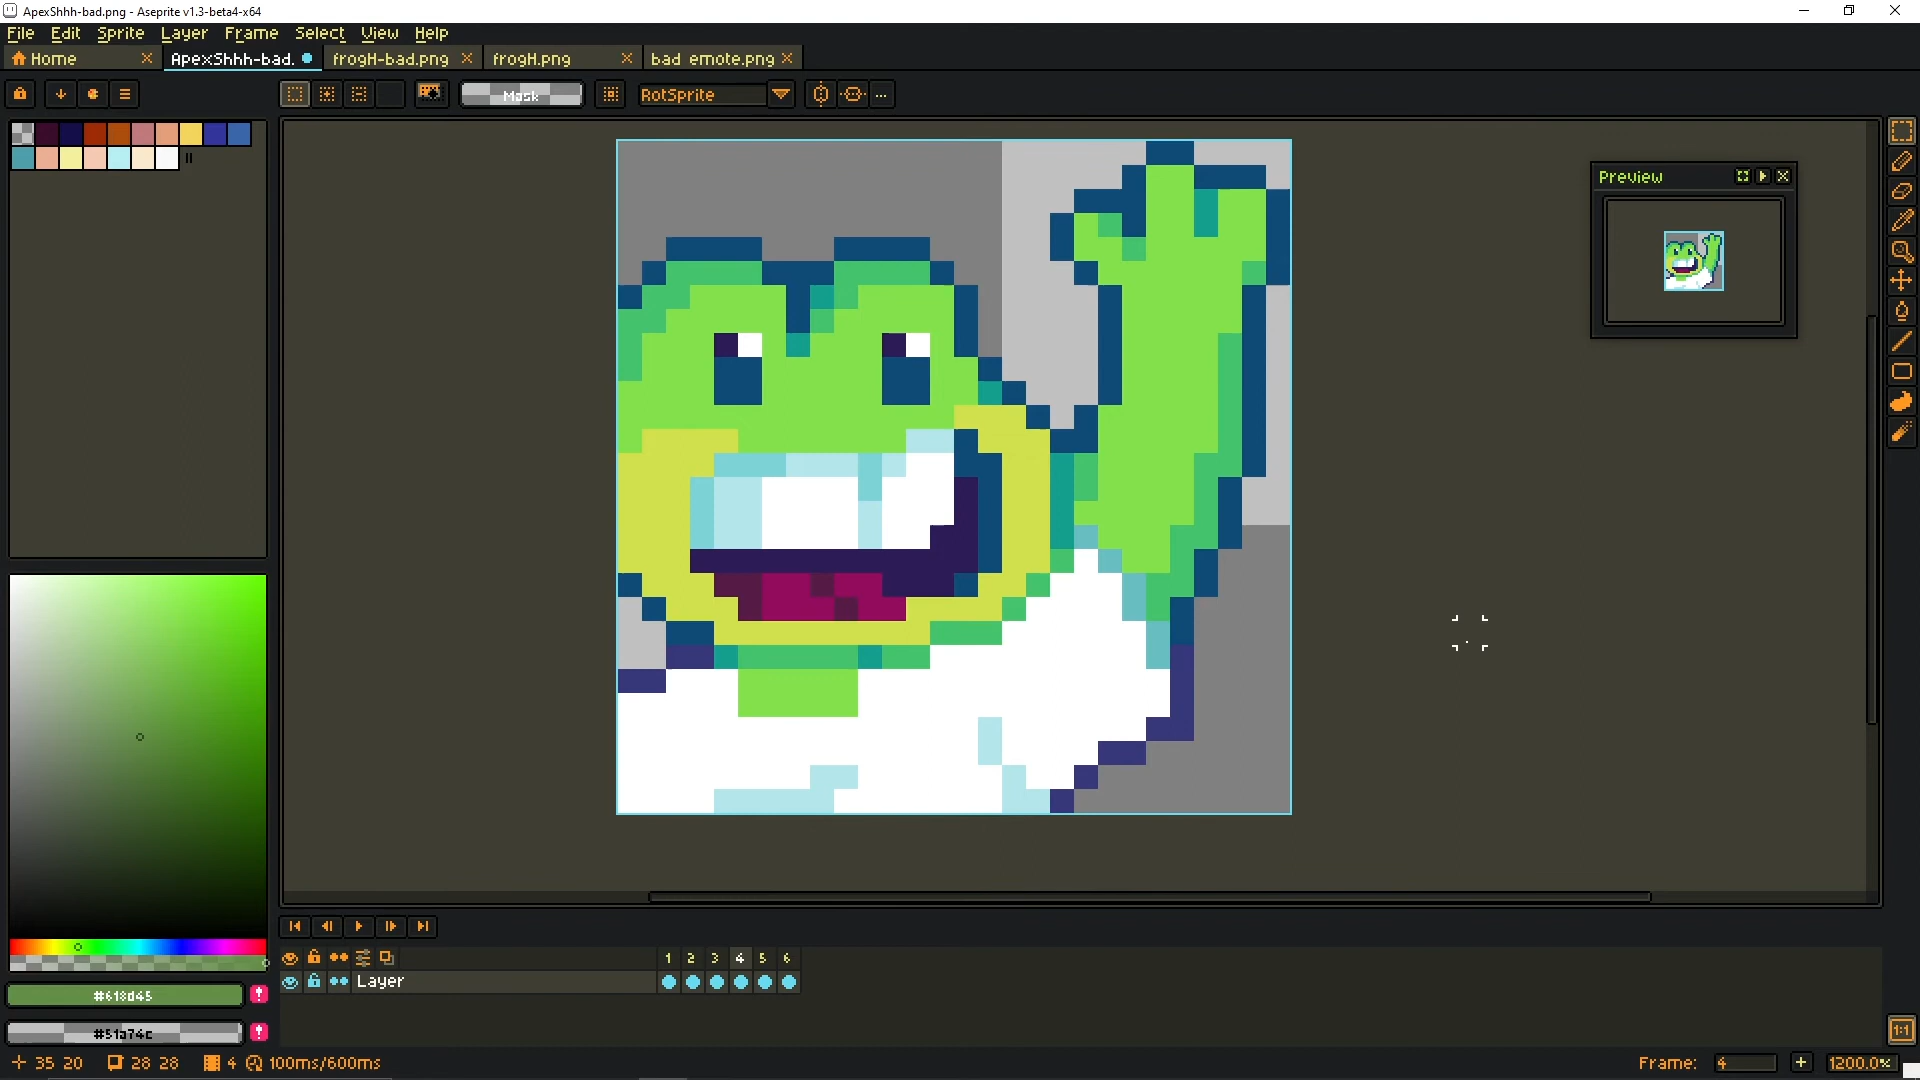 ApexShhh-bad.png - Aseprite v1.3-beta4-x64
File Edit Sprite Layer Frame Select View Help
Home ApexShhh-bad. frogH-bad.png frogH.png bad emote.png
Mask RotSprite ...
Preview
1 2 3 4 5 6
Layer
#618d45
#51a74c
35 20 28 28 4 100ms/600ms Frame: 4 + 1200.0%
1:1